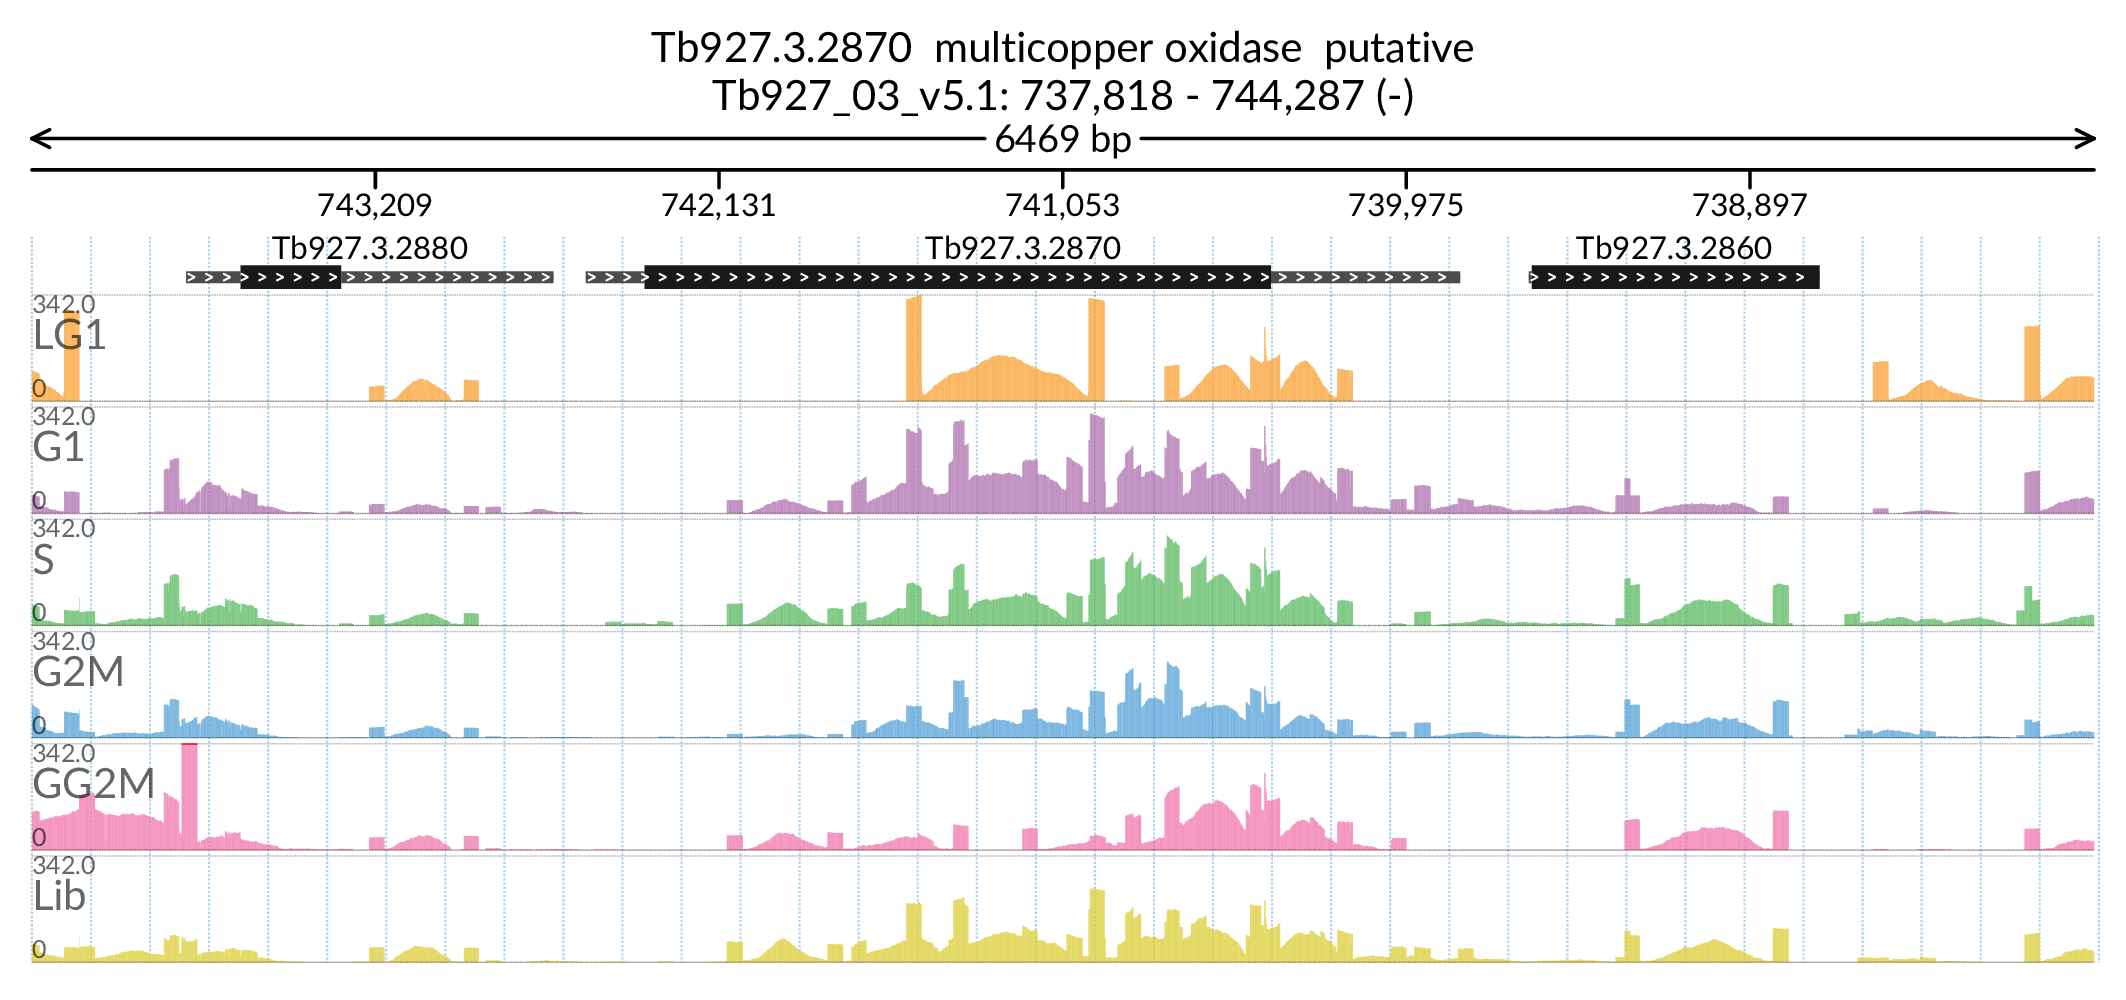 Tb927.3.2870  multicopper oxidase  putative
Tb927_03_v5.1: 737,818 - 744,287 (-)
6469 bp
743,209 742,131 741,053 739,975 738,897
Tb927.3.2880 Tb927.3.2870 Tb927.3.2860
342.0
LG1
0
342.0
G1
0
342.0
S
0
342.0
G2M
0
342.0
GG2M
0
342.0
Lib
0